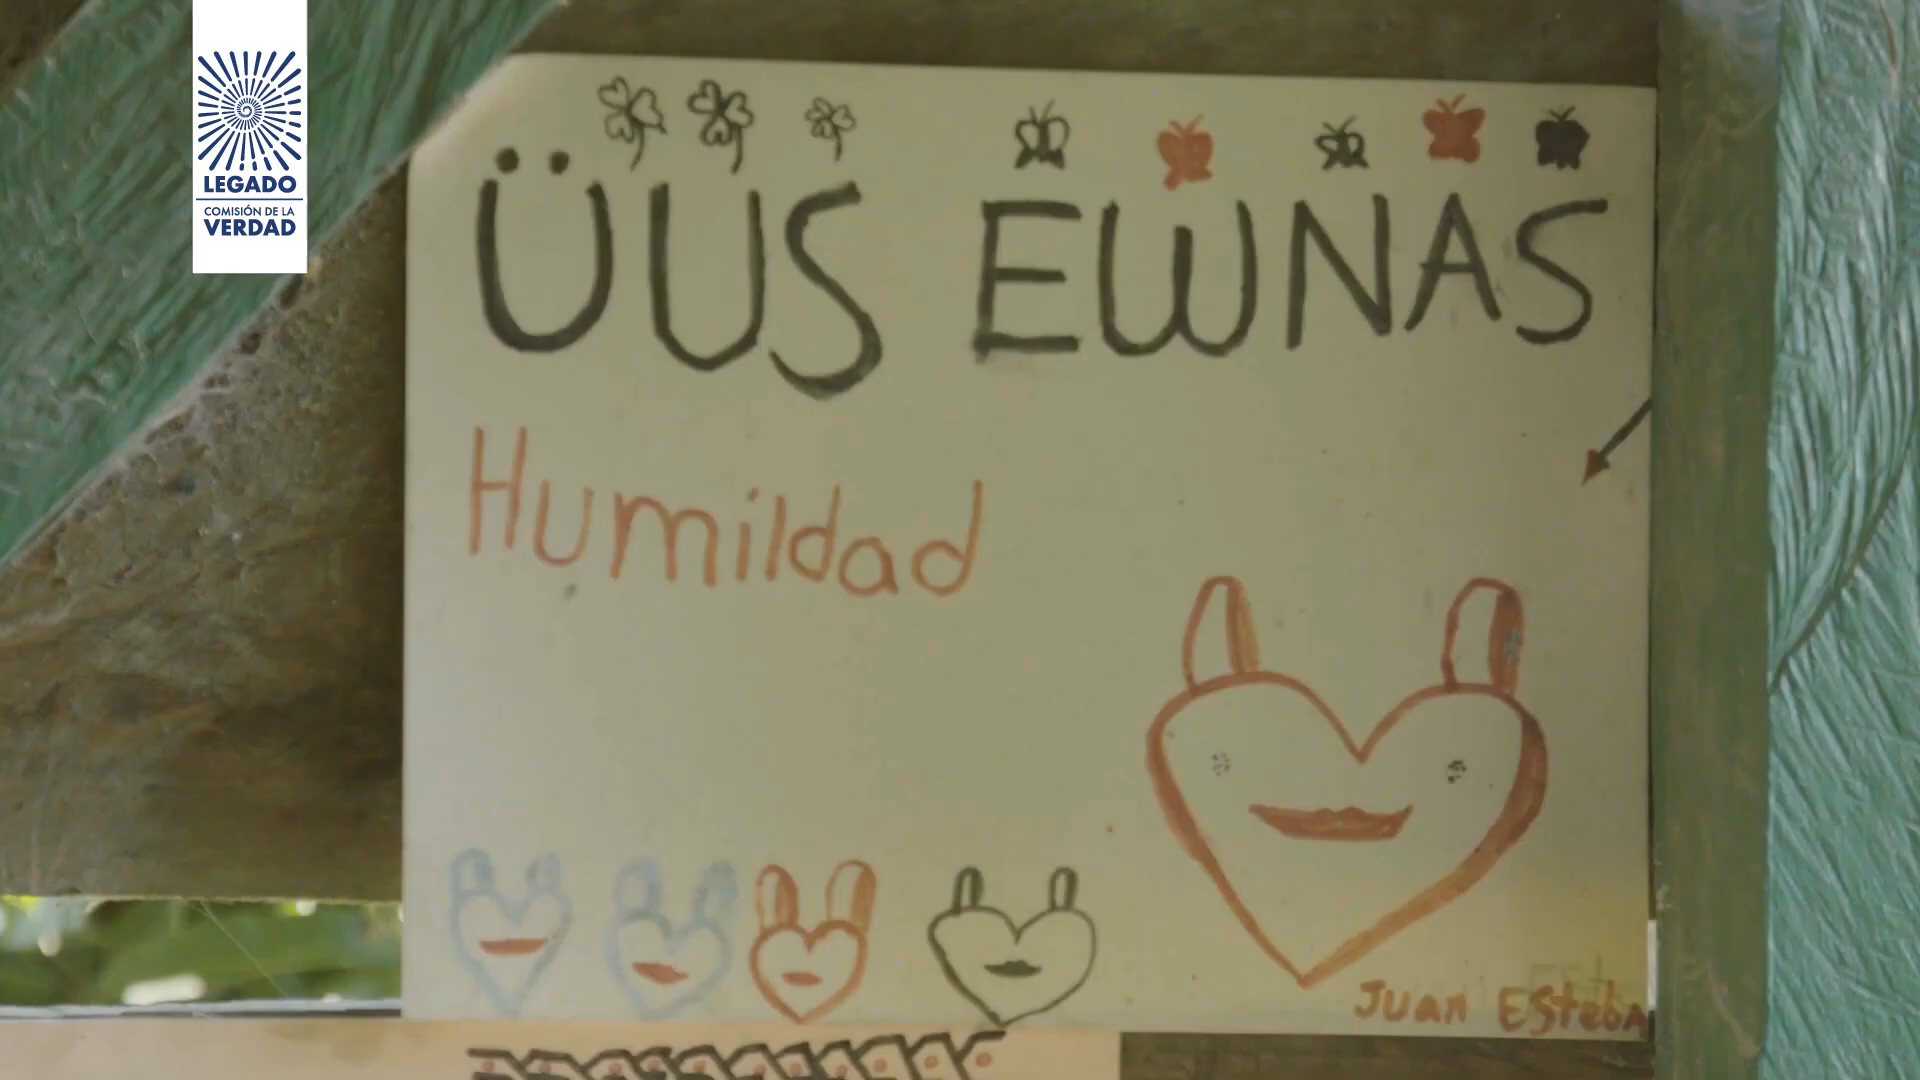 LEGADO
COMISIÓN DE LA
VERDAD
ÜUS EWNAS
Humildad
Juan Esteba